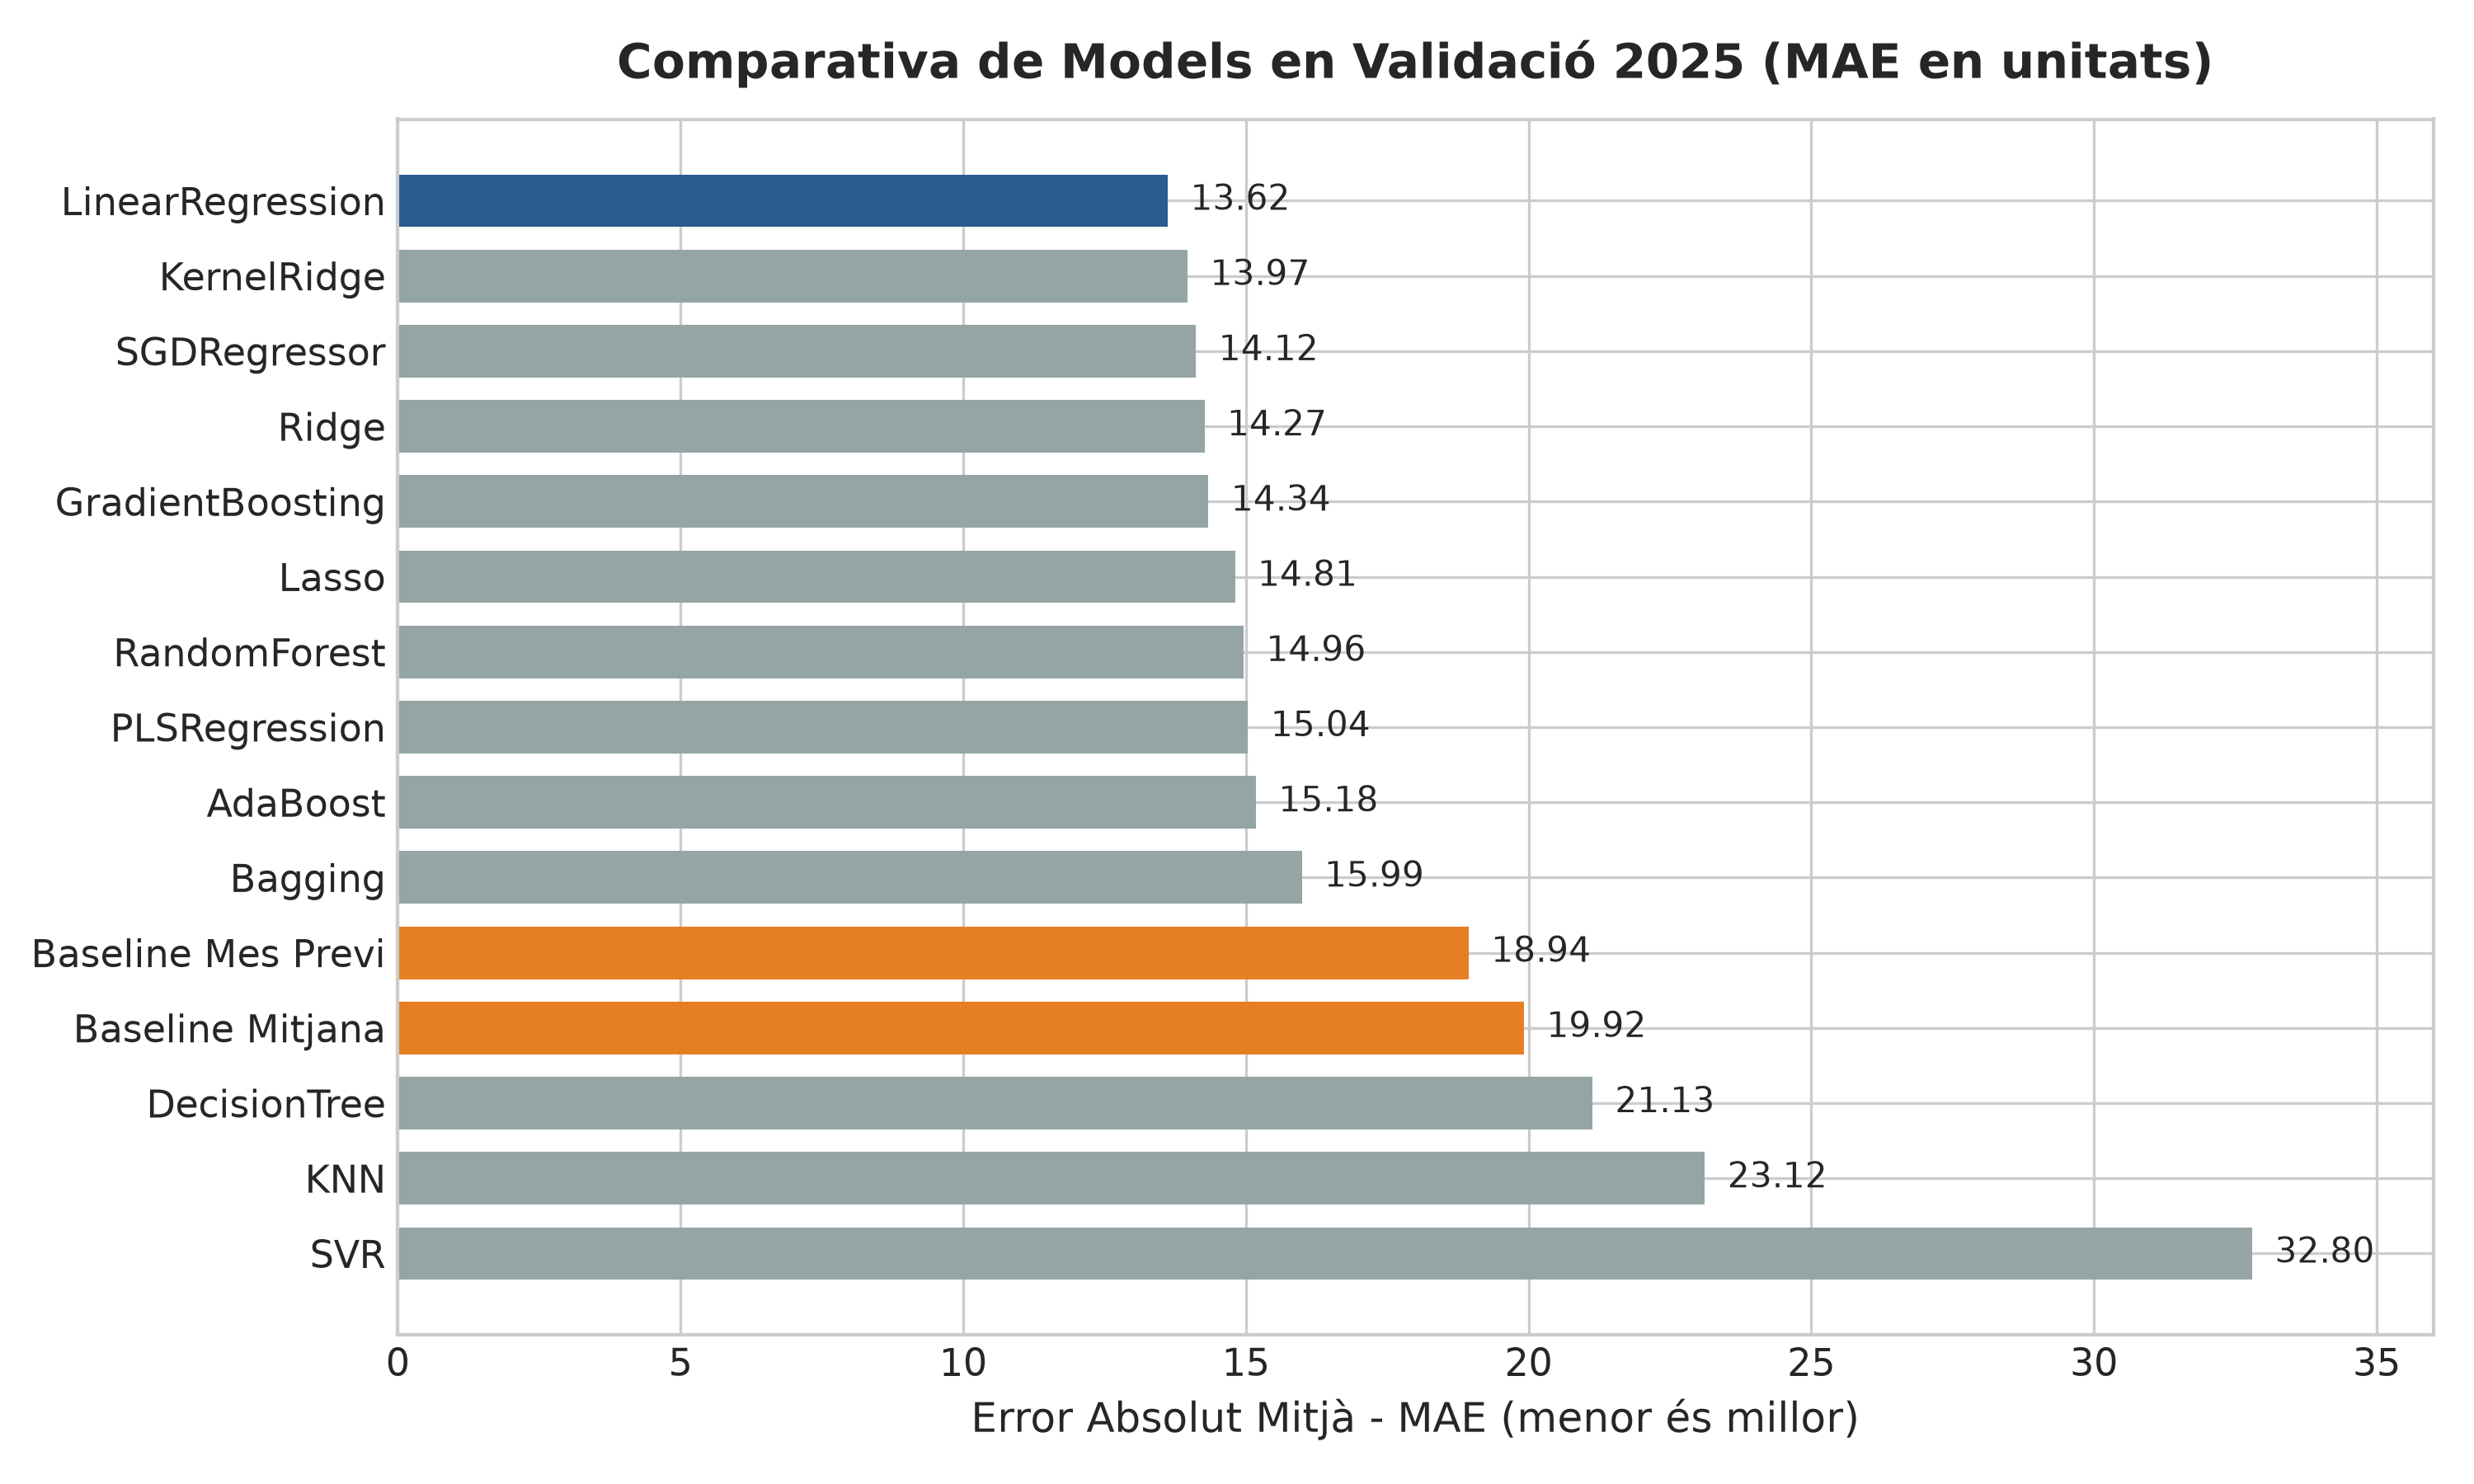 Comparativa de Models en Validació 2025 (MAE en unitats)
LinearRegression 13.62
KernelRidge 13.97
SGDRegressor 14.12
Ridge 14.27
GradientBoosting 14.34
Lasso 14.81
RandomForest 14.96
PLSRegression 15.04
AdaBoost 15.18
Bagging 15.99
Baseline Mes Previ 18.94
Baseline Mitjana 19.92
DecisionTree 21.13
KNN 23.12
SVR 32.80
0 5 10 15 20 25 30 35
Error Absolut Mitjà - MAE (menor és millor)